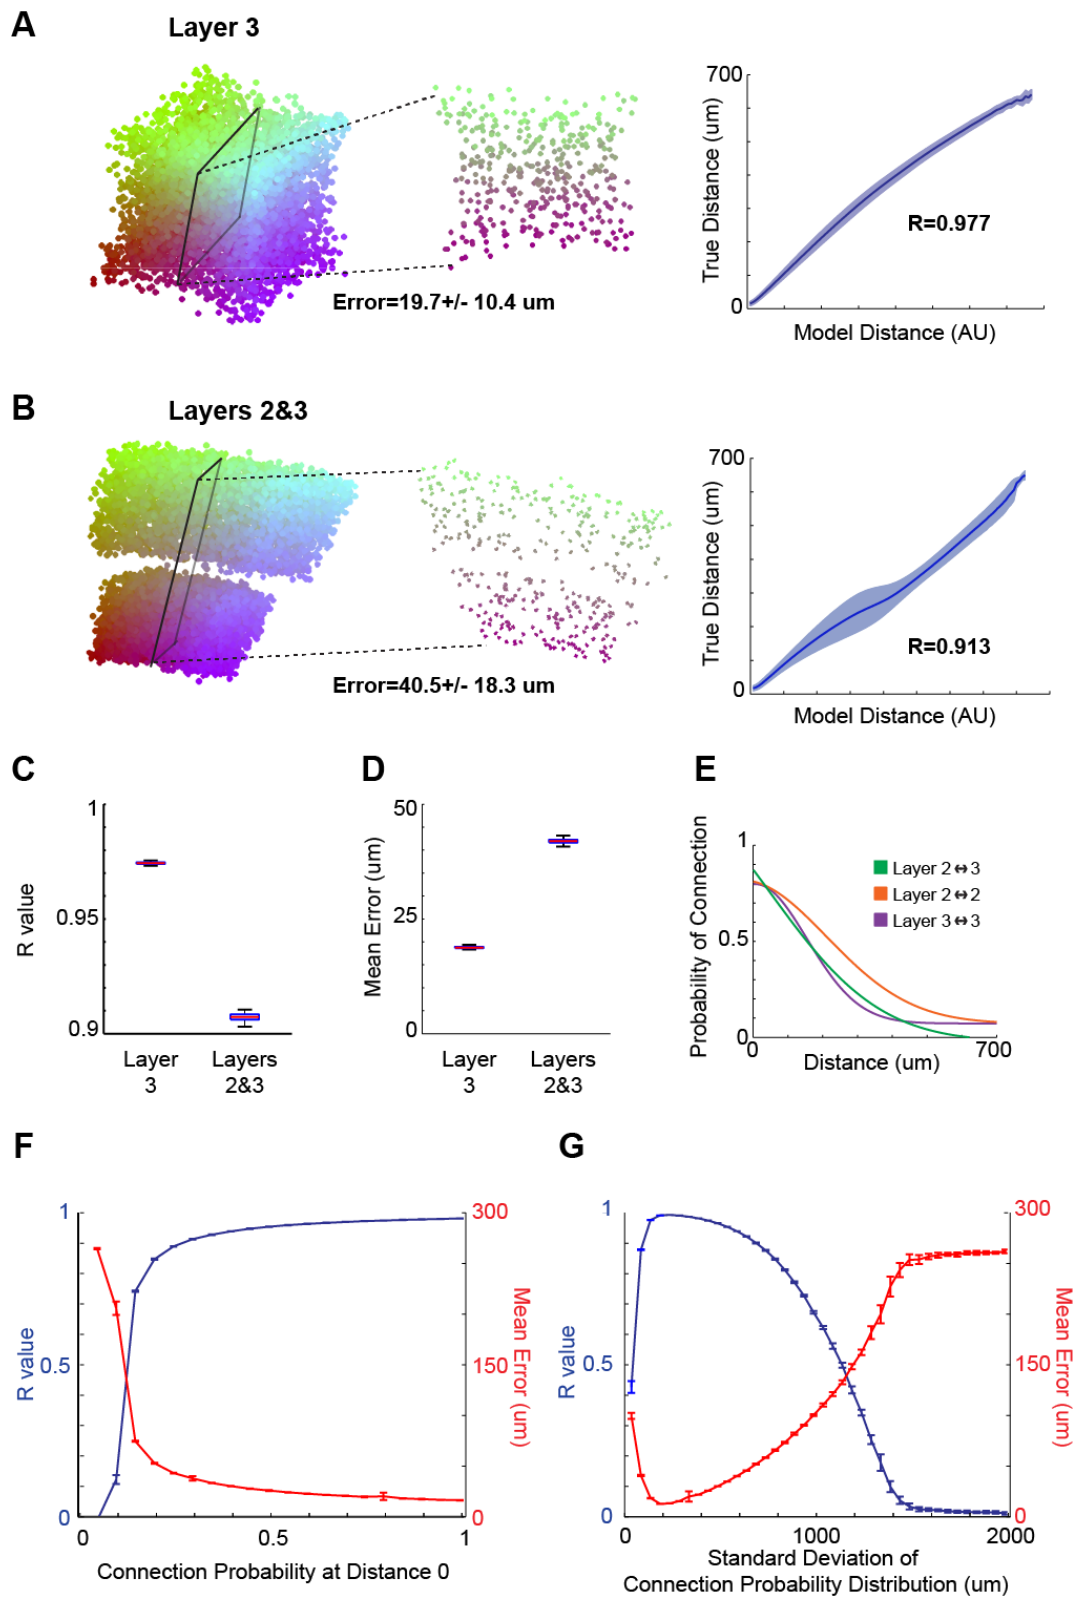 A
Layer 3
700
True Distance (um)
R=0.977
0
Error=19.7+/- 10.4 um
Model Distance (AU)
B
Layers 2&3
700
True Distance (um)
R=0.913
0
Error=40.5+/- 18.3 um
Model Distance (AU)
C
1
R value
0.95
0.9
Layer
3
Layers
2&3
D
50
Mean Error (um)
25
0
Layer
3
Layers
2&3
E
1
Probability of Connection
Layer 2↔3
Layer 2↔2
Layer 3↔3
0.5
0
0
700
Distance (um)
F
1
300
R value
0.5
150
Mean Error (um)
0
0
0
0.5
1
Connection Probability at Distance 0
G
1
300
R value
0.5
150
Mean Error (um)
0
0
0
1000
2000
Standard Deviation of
Connection Probability Distribution (um)